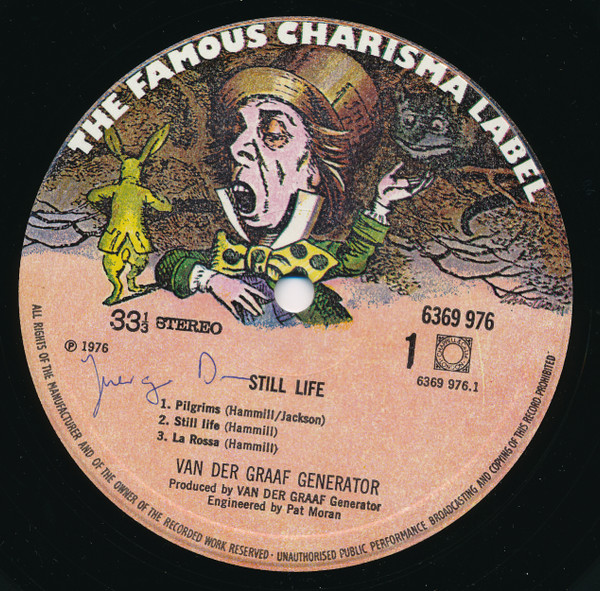 THE FAMOUS CHARISMA LABEL
33⅓ STEREO
6369 976
℗ 1976
1
6369 976.1
STILL LIFE
1. Pilgrims (Hammill/Jackson)
2. Still life (Hammill)
3. La Rossa (Hammill)
VAN DER GRAAF GENERATOR
Produced by VAN DER GRAAF Generator
Engineered by Pat Moran
ALL RIGHTS OF THE MANUFACTURER AND OF THE OWNER OF THE RECORDED WORK RESERVED · UNAUTHORISED PUBLIC PERFORMANCE BROADCASTING AND COPYING OF THIS RECORD PROHIBITED